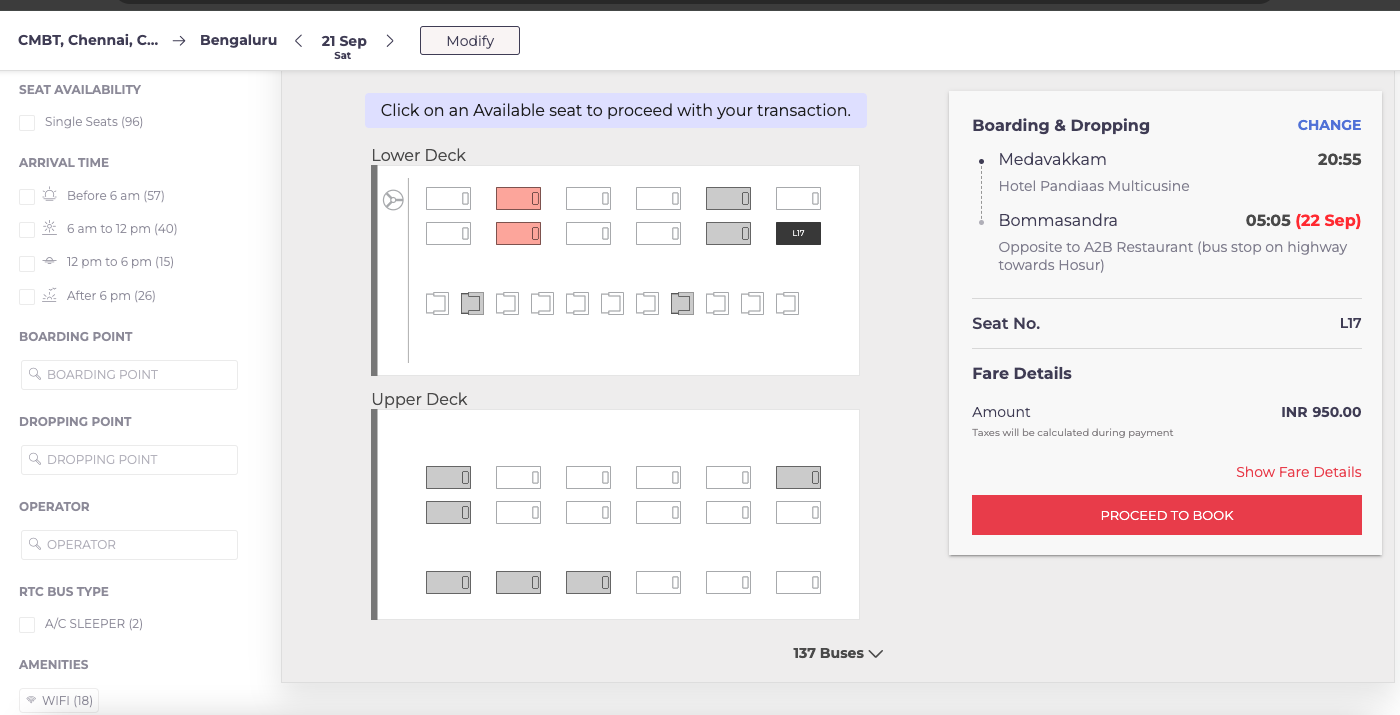 CMBT, Chennai, C... → Bengaluru < 21 Sep > Modify
Sat
SEAT AVAILABILITY
Single Seats (96)
ARRIVAL TIME
Before 6 am (57)
6 am to 12 pm (40)
12 pm to 6 pm (15)
After 6 pm (26)
BOARDING POINT
BOARDING POINT
DROPPING POINT
DROPPING POINT
OPERATOR
OPERATOR
RTC BUS TYPE
A/C SLEEPER (2)
AMENITIES
WIFI (18)
Click on an Available seat to proceed with your transaction.
Lower Deck
L17
Upper Deck
137 Buses
Boarding & Dropping CHANGE
Medavakkam 20:55
Hotel Pandiaas Multicusine
Bommasandra 05:05 (22 Sep)
Opposite to A2B Restaurant (bus stop on highway
towards Hosur)
Seat No. L17
Fare Details
Amount INR 950.00
Taxes will be calculated during payment
Show Fare Details
PROCEED TO BOOK